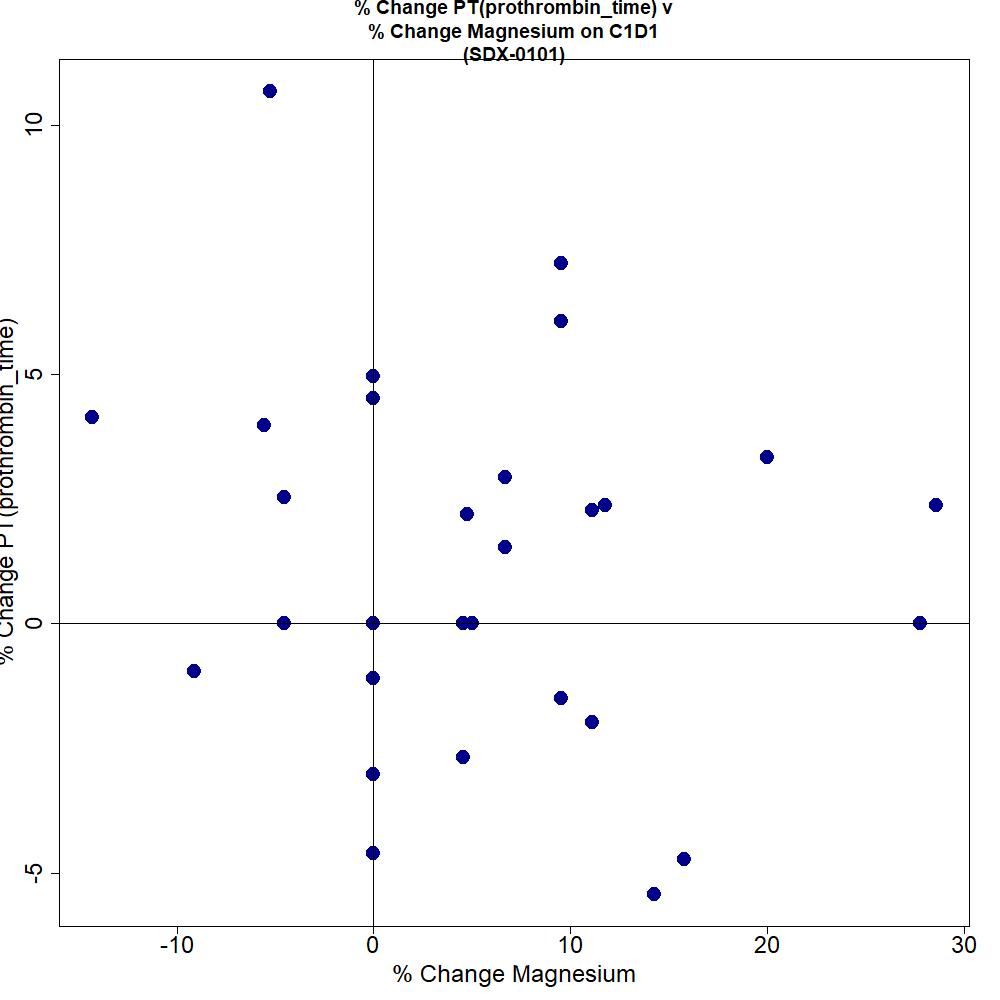 % Change PT(prothrombin_time) v
% Change Magnesium on C1D1
(SDX-0101)
% Change PT(prothrombin_time)
10
5
0
-5
-10
0
10
20
30
% Change Magnesium